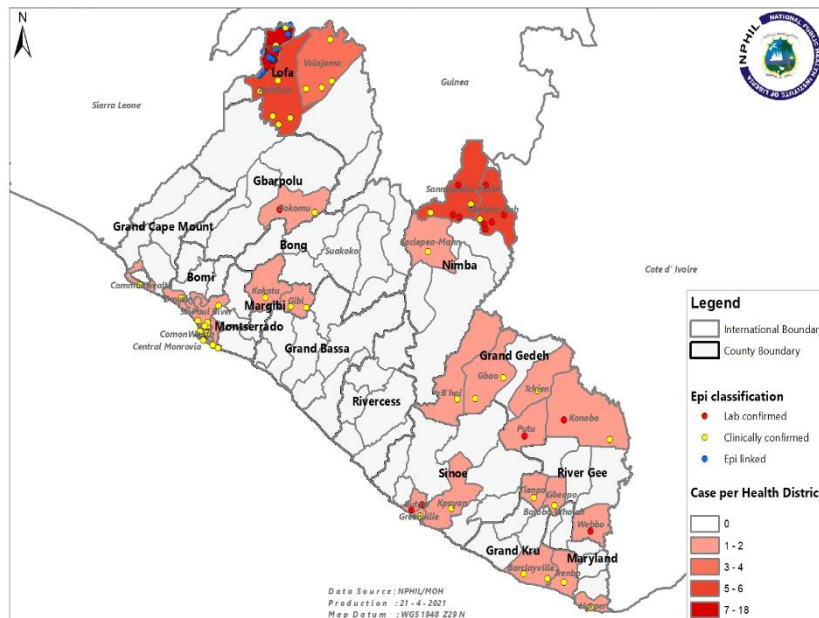 N
NPHIL
NATIONAL PUBLIC HEALTH INSTITUTE OF LIBERIA
Voinjama
Lofa
Guinea
Sierra Leone
Gbarpolu
Bokomu
Grand Cape Mount
Bong
Suakoko
Nimba
Cote d' Ivoire
Commonwealth
Bomi
Kakata
Gibi
Margibi
St Paul River
Montserrado
Central Monrovia
Grand Bassa
Grand Gedeh
Gbao
B'hai
Tchien
Konobo
Putu
Rivercess
Sinoe
River Gee
Kpayan
Greenville
Tienpo
Gbeapo
Webbo
Grand Kru
Maryland
Barclayville
Trenbo
Harper
Legend
International Boundary
County Boundary
Epi classification
Lab confirmed
Clinically confirmed
Epi linked
Case per Health District
0
1 - 2
3 - 4
5 - 6
7 - 18
Data Source: NPHIL/MOH
Production : 21 - 4 - 2021
Map Datum : WGS 1948 Z29 N